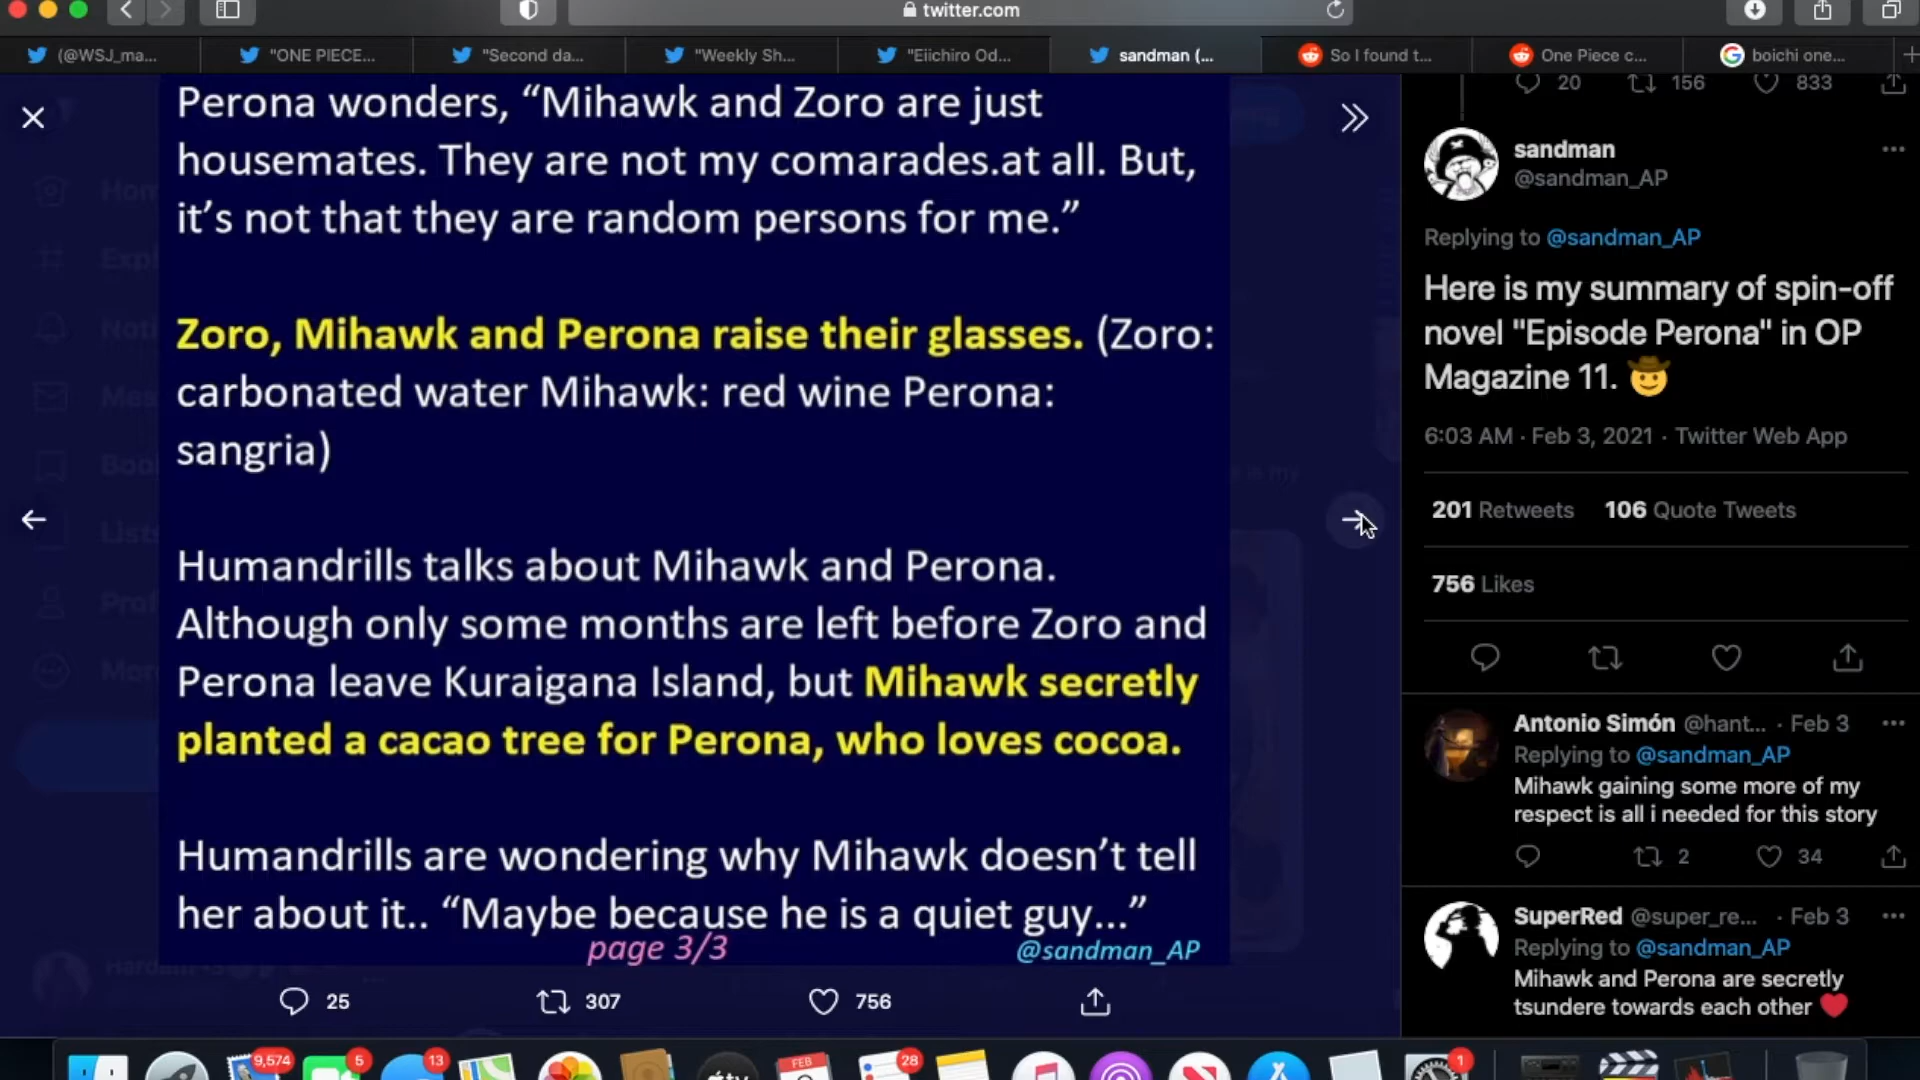 twitter.com
(@WSJ_ma...
"ONE PIECE...
"Second da...
"Weekly Sh...
"Eiichiro Od...
sandman (...
So I found t...
One Piece c...
boichi one...
Perona wonders, “Mihawk and Zoro are just
housemates. They are not my comarades.at all. But,
it’s not that they are random persons for me.”
Zoro, Mihawk and Perona raise their glasses. (Zoro:
carbonated water Mihawk: red wine Perona:
sangria)
Humandrills talks about Mihawk and Perona.
Although only some months are left before Zoro and
Perona leave Kuraigana Island, but Mihawk secretly
planted a cacao tree for Perona, who loves cocoa.
Humandrills are wondering why Mihawk doesn’t tell
her about it.. “Maybe because he is a quiet guy...”
page 3/3
@sandman_AP
25
307
756
20
156
833
sandman
@sandman_AP
Replying to @sandman_AP
Here is my summary of spin-off
novel "Episode Perona" in OP
Magazine 11. 🤠
6:03 AM · Feb 3, 2021 · Twitter Web App
201 Retweets 106 Quote Tweets
756 Likes
Antonio Simón @hant... · Feb 3
Replying to @sandman_AP
Mihawk gaining some more of my
respect is all i needed for this story
2
34
SuperRed @super_re... · Feb 3
Replying to @sandman_AP
Mihawk and Perona are secretly
tsundere towards each other ❤️
9,574
5
13
FEB
28
1